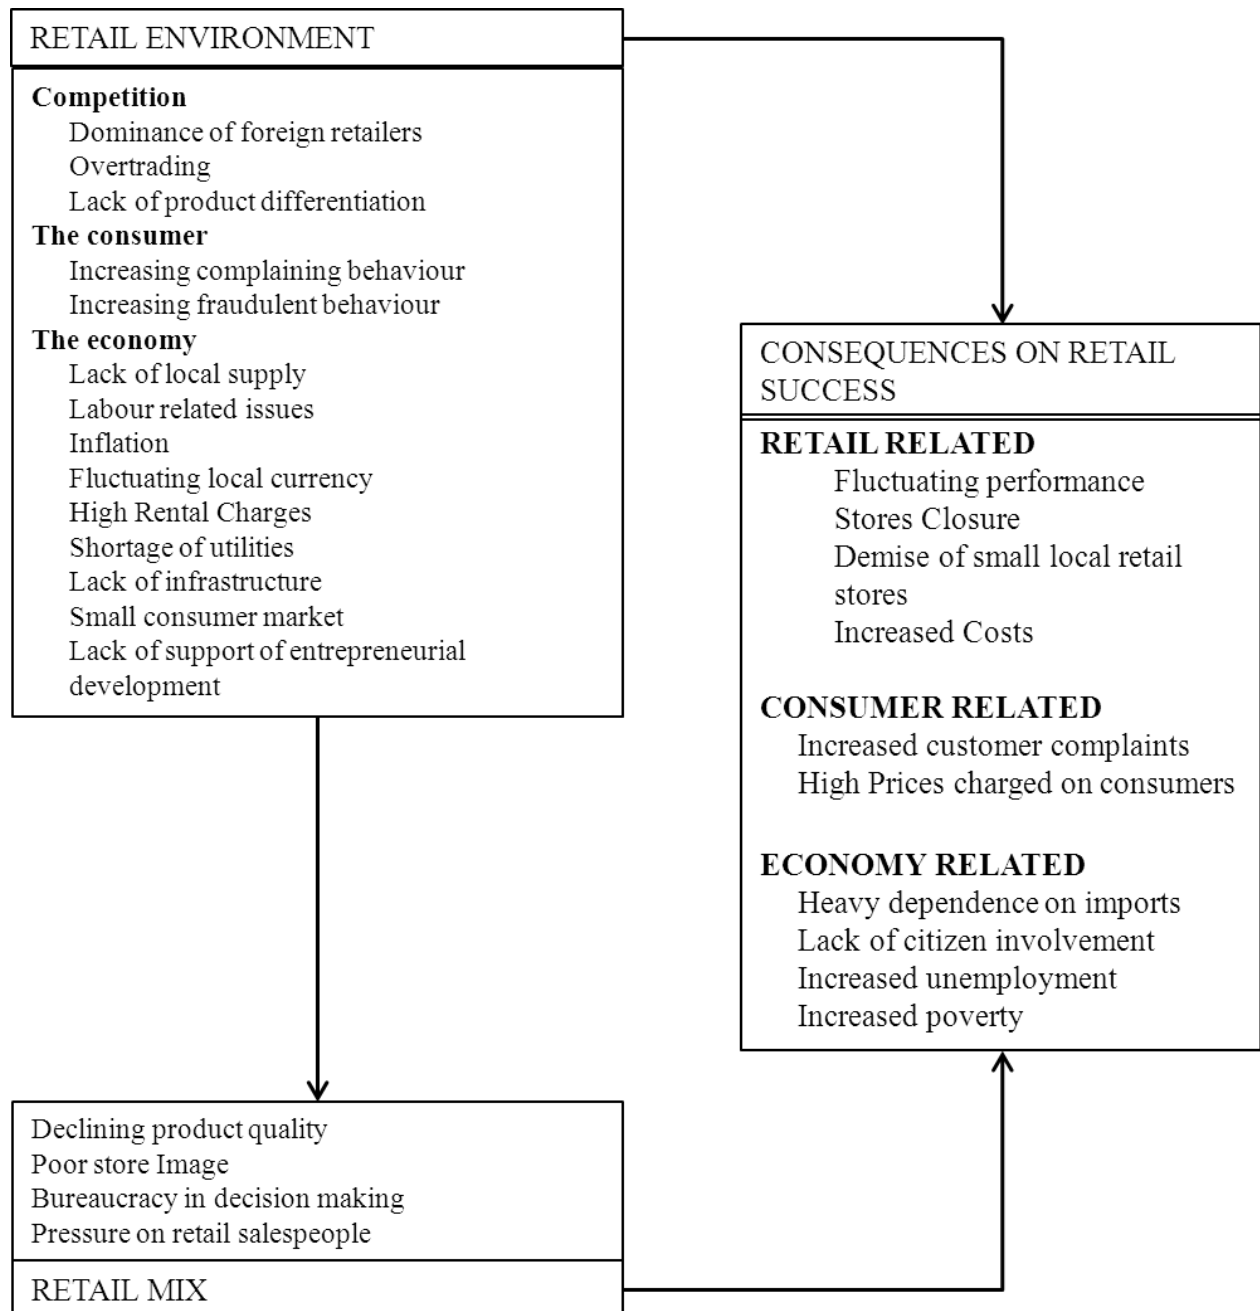 RETAIL ENVIRONMENT
Competition
Dominance of foreign retailers
Overtrading
Lack of product differentiation
The consumer
Increasing complaining behaviour
Increasing fraudulent behaviour
The economy
Lack of local supply
Labour related issues
Inflation
Fluctuating local currency
High Rental Charges
Shortage of utilities
Lack of infrastructure
Small consumer market
Lack of support of entrepreneurial
development
CONSEQUENCES ON RETAIL
SUCCESS
RETAIL RELATED
Fluctuating performance
Stores Closure
Demise of small local retail
stores
Increased Costs
CONSUMER RELATED
Increased customer complaints
High Prices charged on consumers
ECONOMY RELATED
Heavy dependence on imports
Lack of citizen involvement
Increased unemployment
Increased poverty
Declining product quality
Poor store Image
Bureaucracy in decision making
Pressure on retail salespeople
RETAIL MIX